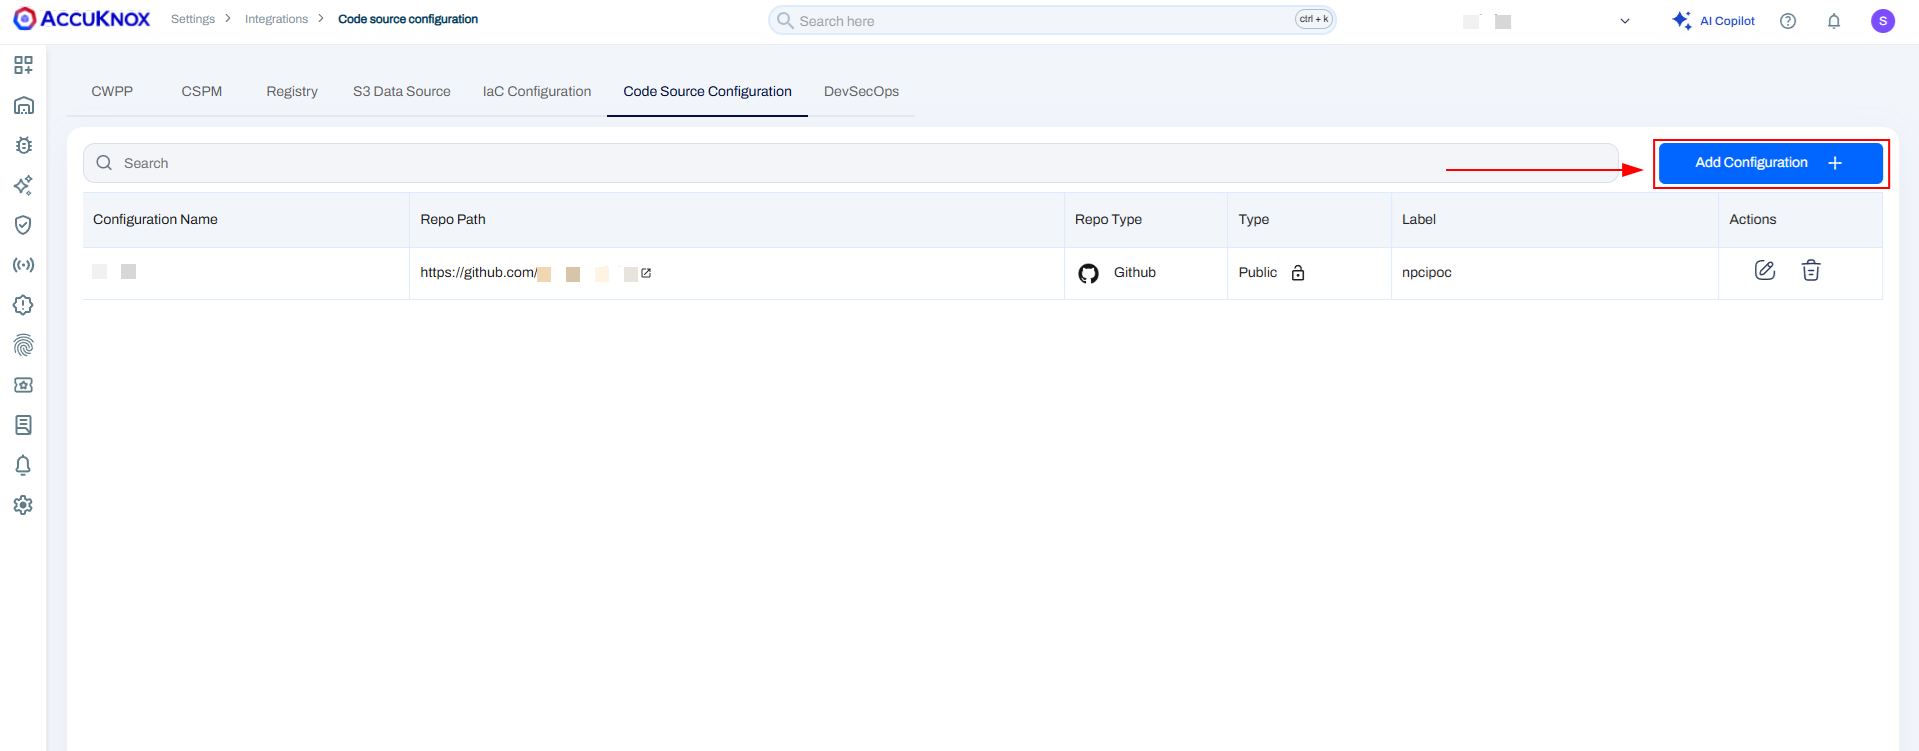 ACCUKNOX Settings Integrations Code source configuration Search here ctrl + k AI Copilot S
CWPP CSPM Registry S3 Data Source IaC Configuration Code Source Configuration DevSecOps
Search Add Configuration
Configuration Name Repo Path Repo Type Type Label Actions
https://github.com/ Github Public npcipoc